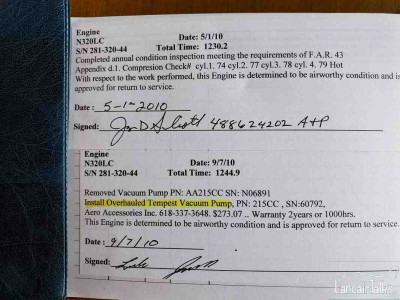 Engine
N320LC Date: 5/1/10
S/N 281-320-44 Total Time: 1230.2
Completed annual condition inspection meeting the requirements of F.A.R. 43
Appendix d.1. Compresion Check# cyl.1. 74 cyl.2. 77 cyl.3. 78 cyl. 4. 79 Hot
With respect to the work performed, this Engine is determined to be airworthy condition and is
approved for return to service.
Date: 5-1-2010
Signed: 488624202 A+P
Engine
N320LC Date: 9/7/10
S/N 281-320-44 Total Time: 1244.9
Removed Vacuum Pump PN: AA215CC SN: N06891
Install Overhauled Tempest Vacuum Pump, PN: 215CC , SN:60792,
Aero Accessories Inc. 618-337-3648. $273.07 .. Warranty 2years or 1000hrs.
This Engine is determined to be airworthy condition and is approved for return to service.
Date: 9/7/10
Signed:
LancairTalk